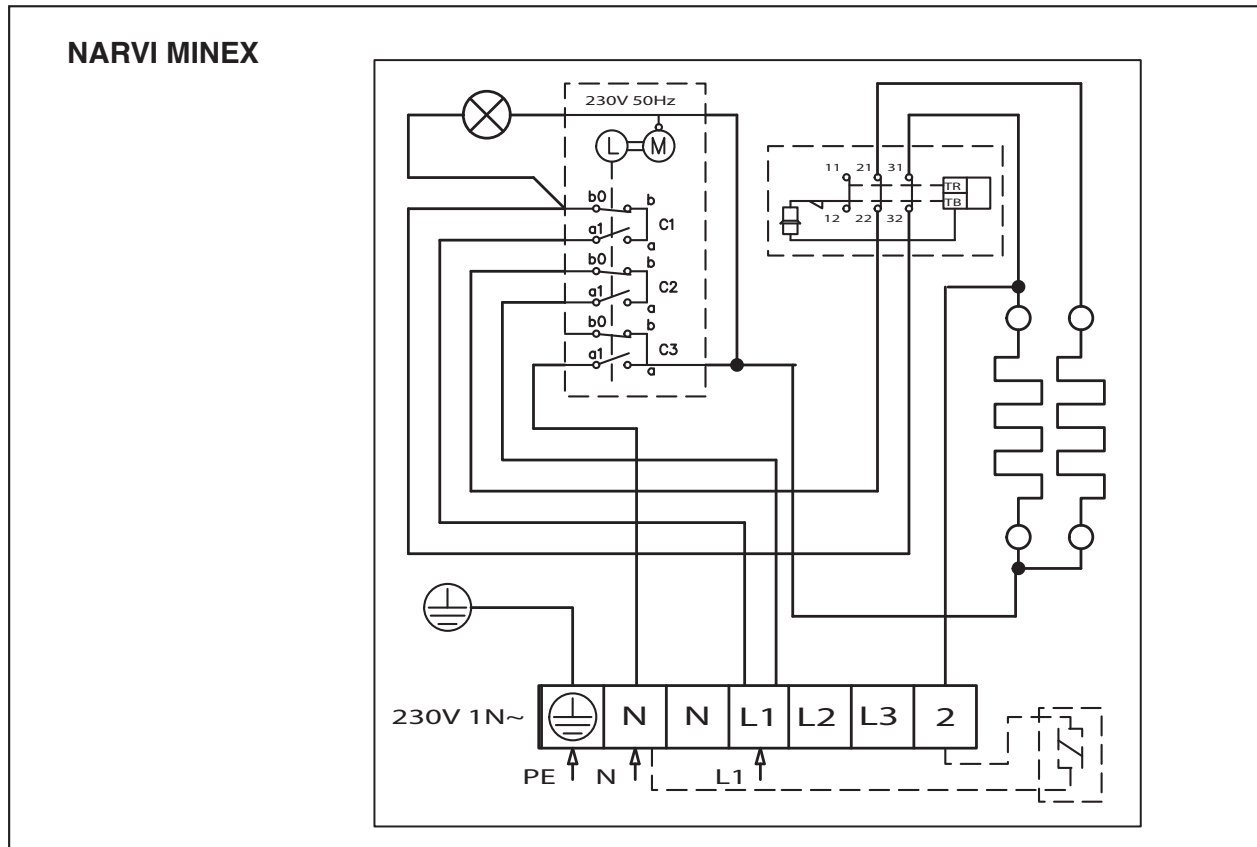 NARVI MINEX
230V 50Hz
L M
11 21 31
TR
TB
12 22 32
b0 b
C1
a1 a
b0 b
C2
a1 a
b0 b
C3
a1 a
230V 1N~ N N L1 L2 L3 2
PE N L1